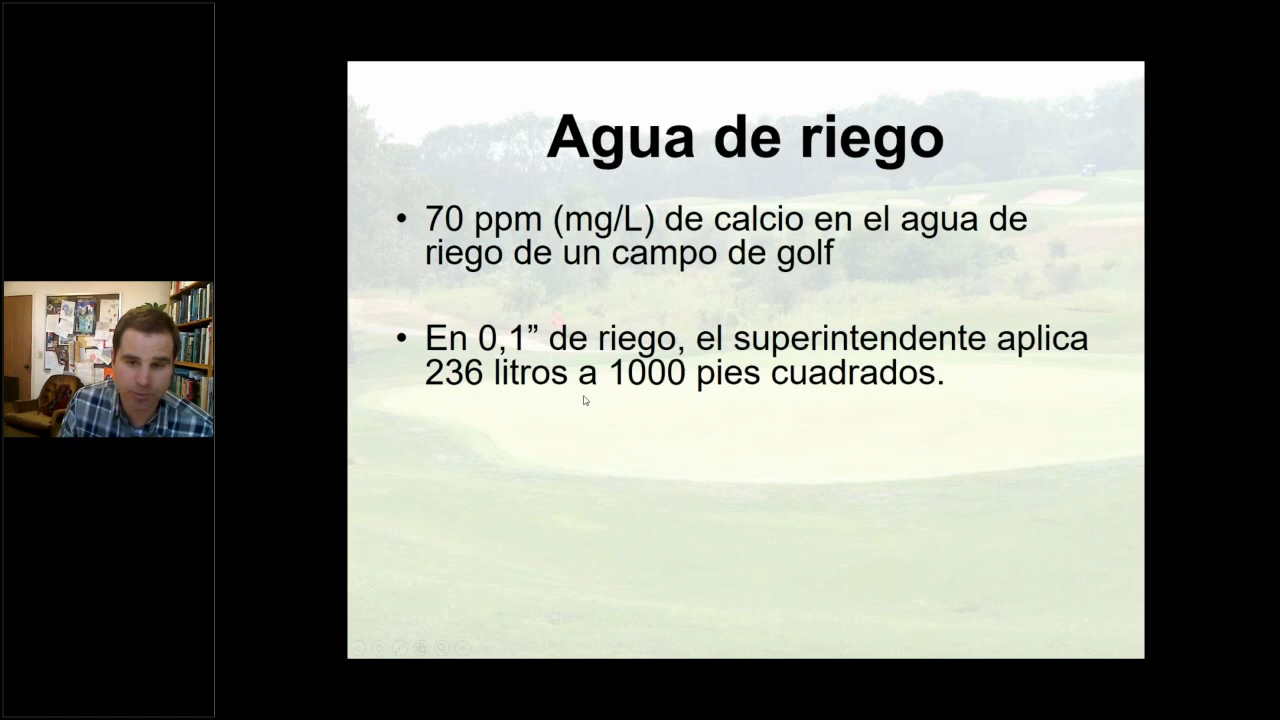 Agua de riego
• 70 ppm (mg/L) de calcio en el agua de
riego de un campo de golf
• En 0,1” de riego, el superintendente aplica
236 litros a 1000 pies cuadrados.